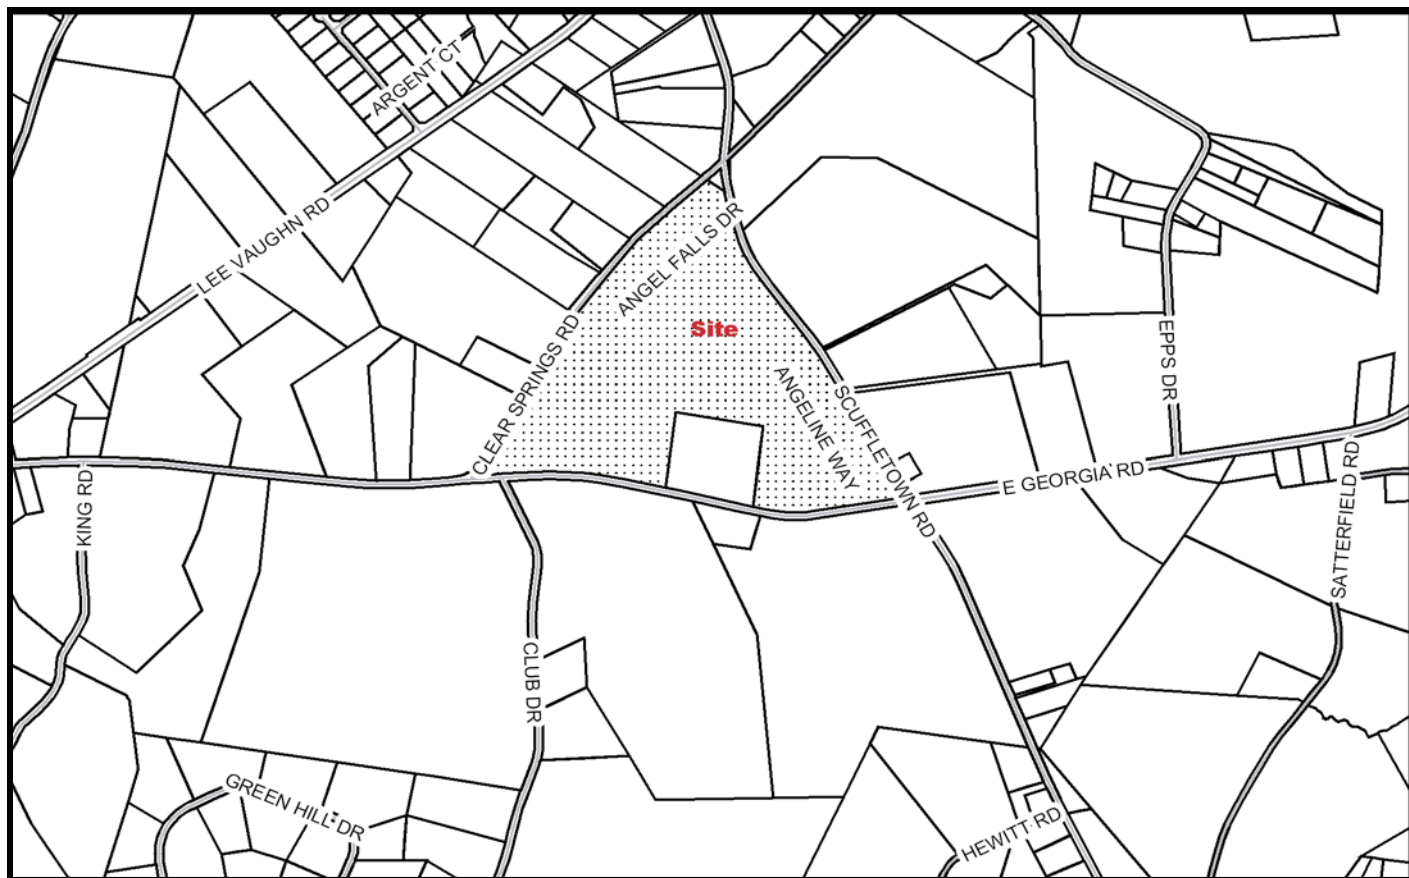 ARGENT CT
LEE VAUGHN RD
ANGEL FALLS DR
Site
CLEAR SPRINGS RD
ANGELINE WAY
SCUFFLETOWN RD
EPPS DR
E GEORGIA RD
KING RD
SATTERFIELD RD
CLUB DR
GREEN HILL DR
HEWITT RD